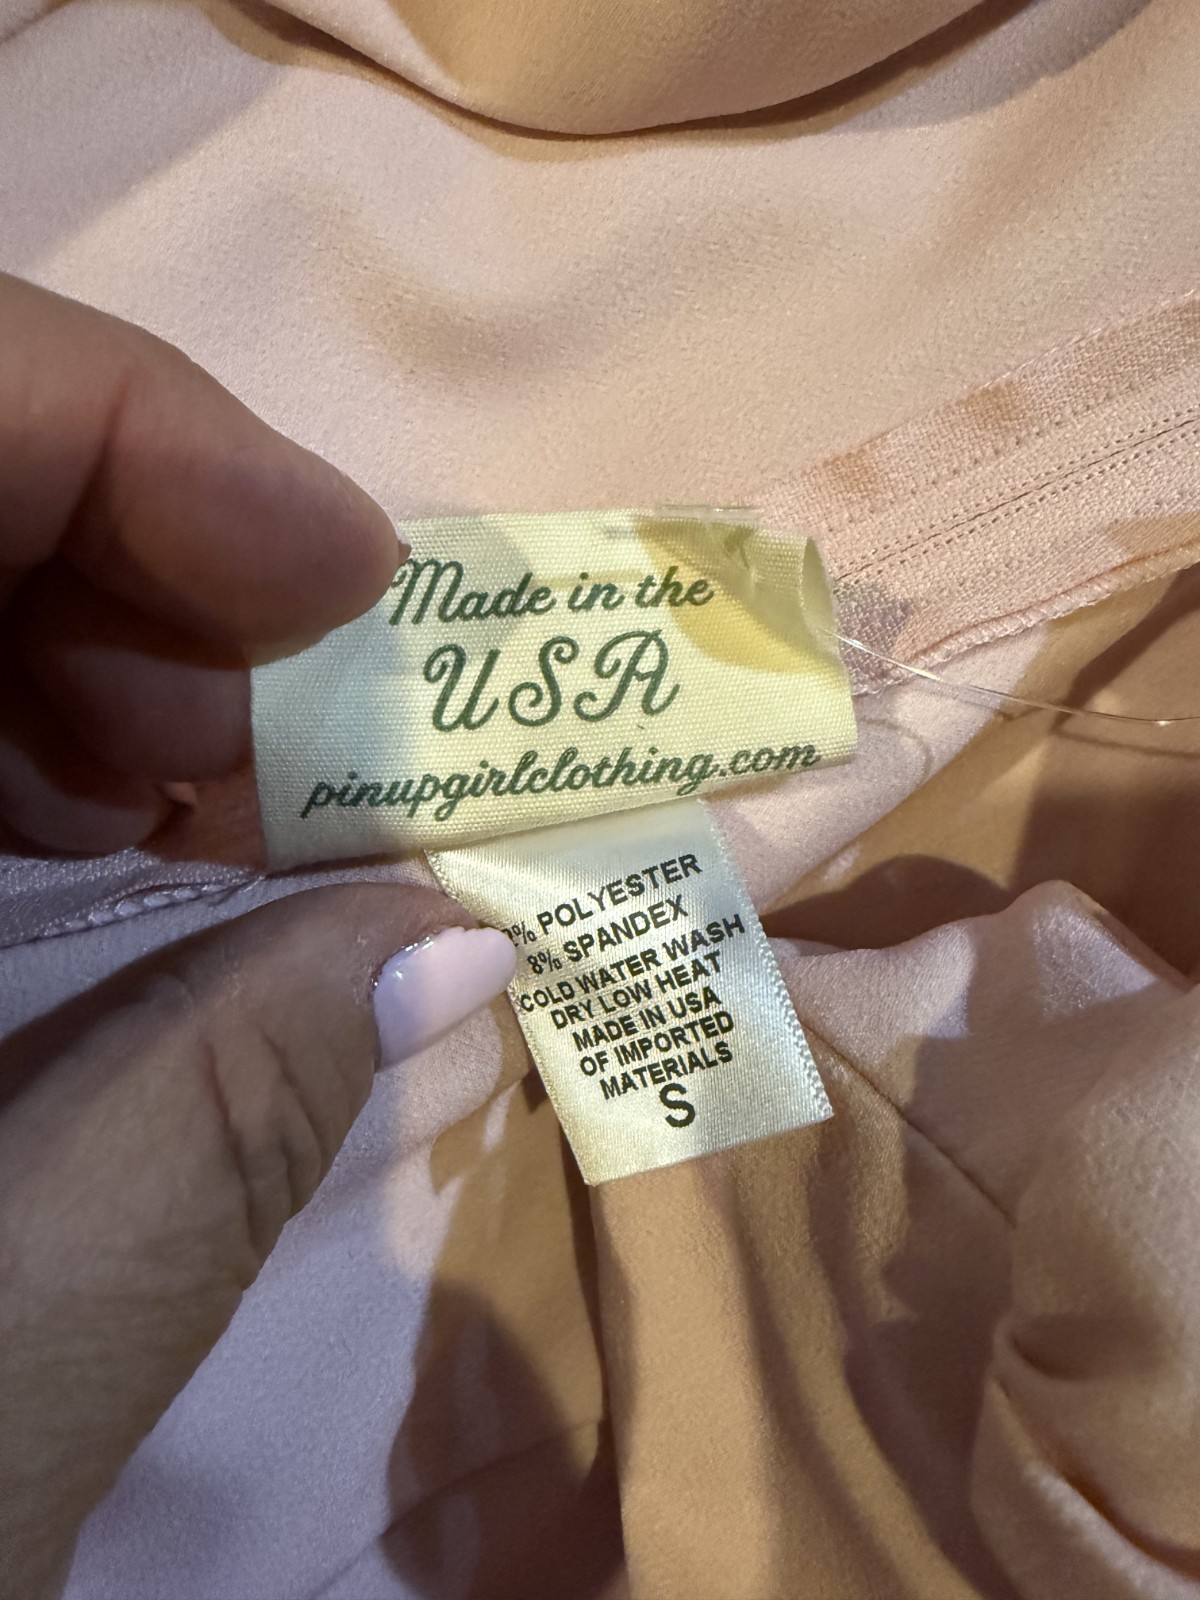 Made in the
USA
pinupgirlclothing.com
% POLYESTER
8% SPANDEX
COLD WATER WASH
DRY LOW HEAT
MADE IN USA
OF IMPORTED
MATERIALS
S